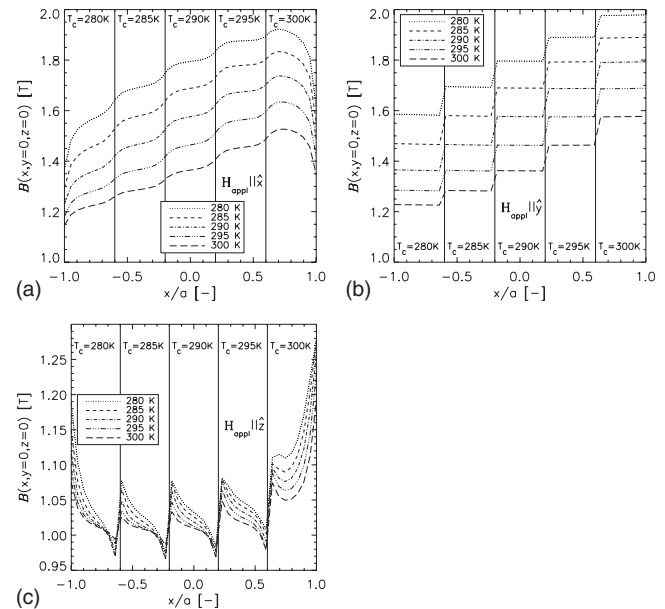 T_c=280K T_c=285K T_c=290K T_c=295K T_c=300K
B(x,y=0,z=0) [T]
2.0
1.8
1.6
1.4
1.2
1.0
H_appl||x̂
280 K
285 K
290 K
295 K
300 K
-1.0 -0.5 0.0 0.5 1.0
x/a [-]
(a)
280 K
285 K
290 K
295 K
300 K
B(x,y=0,z=0) [T]
2.0
1.8
1.6
1.4
1.2
1.0
H_appl||ŷ
T_c=280K T_c=285K T_c=290K T_c=295K T_c=300K
-1.0 -0.5 0.0 0.5 1.0
x/a [-]
(b)
T_c=280K T_c=285K T_c=290K T_c=295K T_c=300K
B(x,y=0,z=0) [T]
1.25
1.20
1.15
1.10
1.05
1.00
0.95
280 K
285 K
290 K
295 K
300 K
H_appl||ẑ
-1.0 -0.5 0.0 0.5 1.0
x/a [-]
(c)